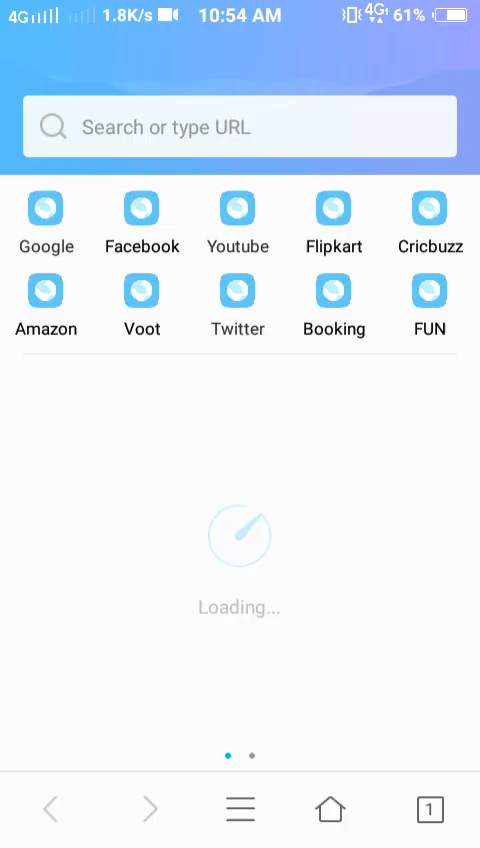 4G 1.8K/s 10:54 AM 4G 61%
Search or type URL
Google Facebook Youtube Flipkart Cricbuzz
Amazon Voot Twitter Booking FUN
Loading...
1